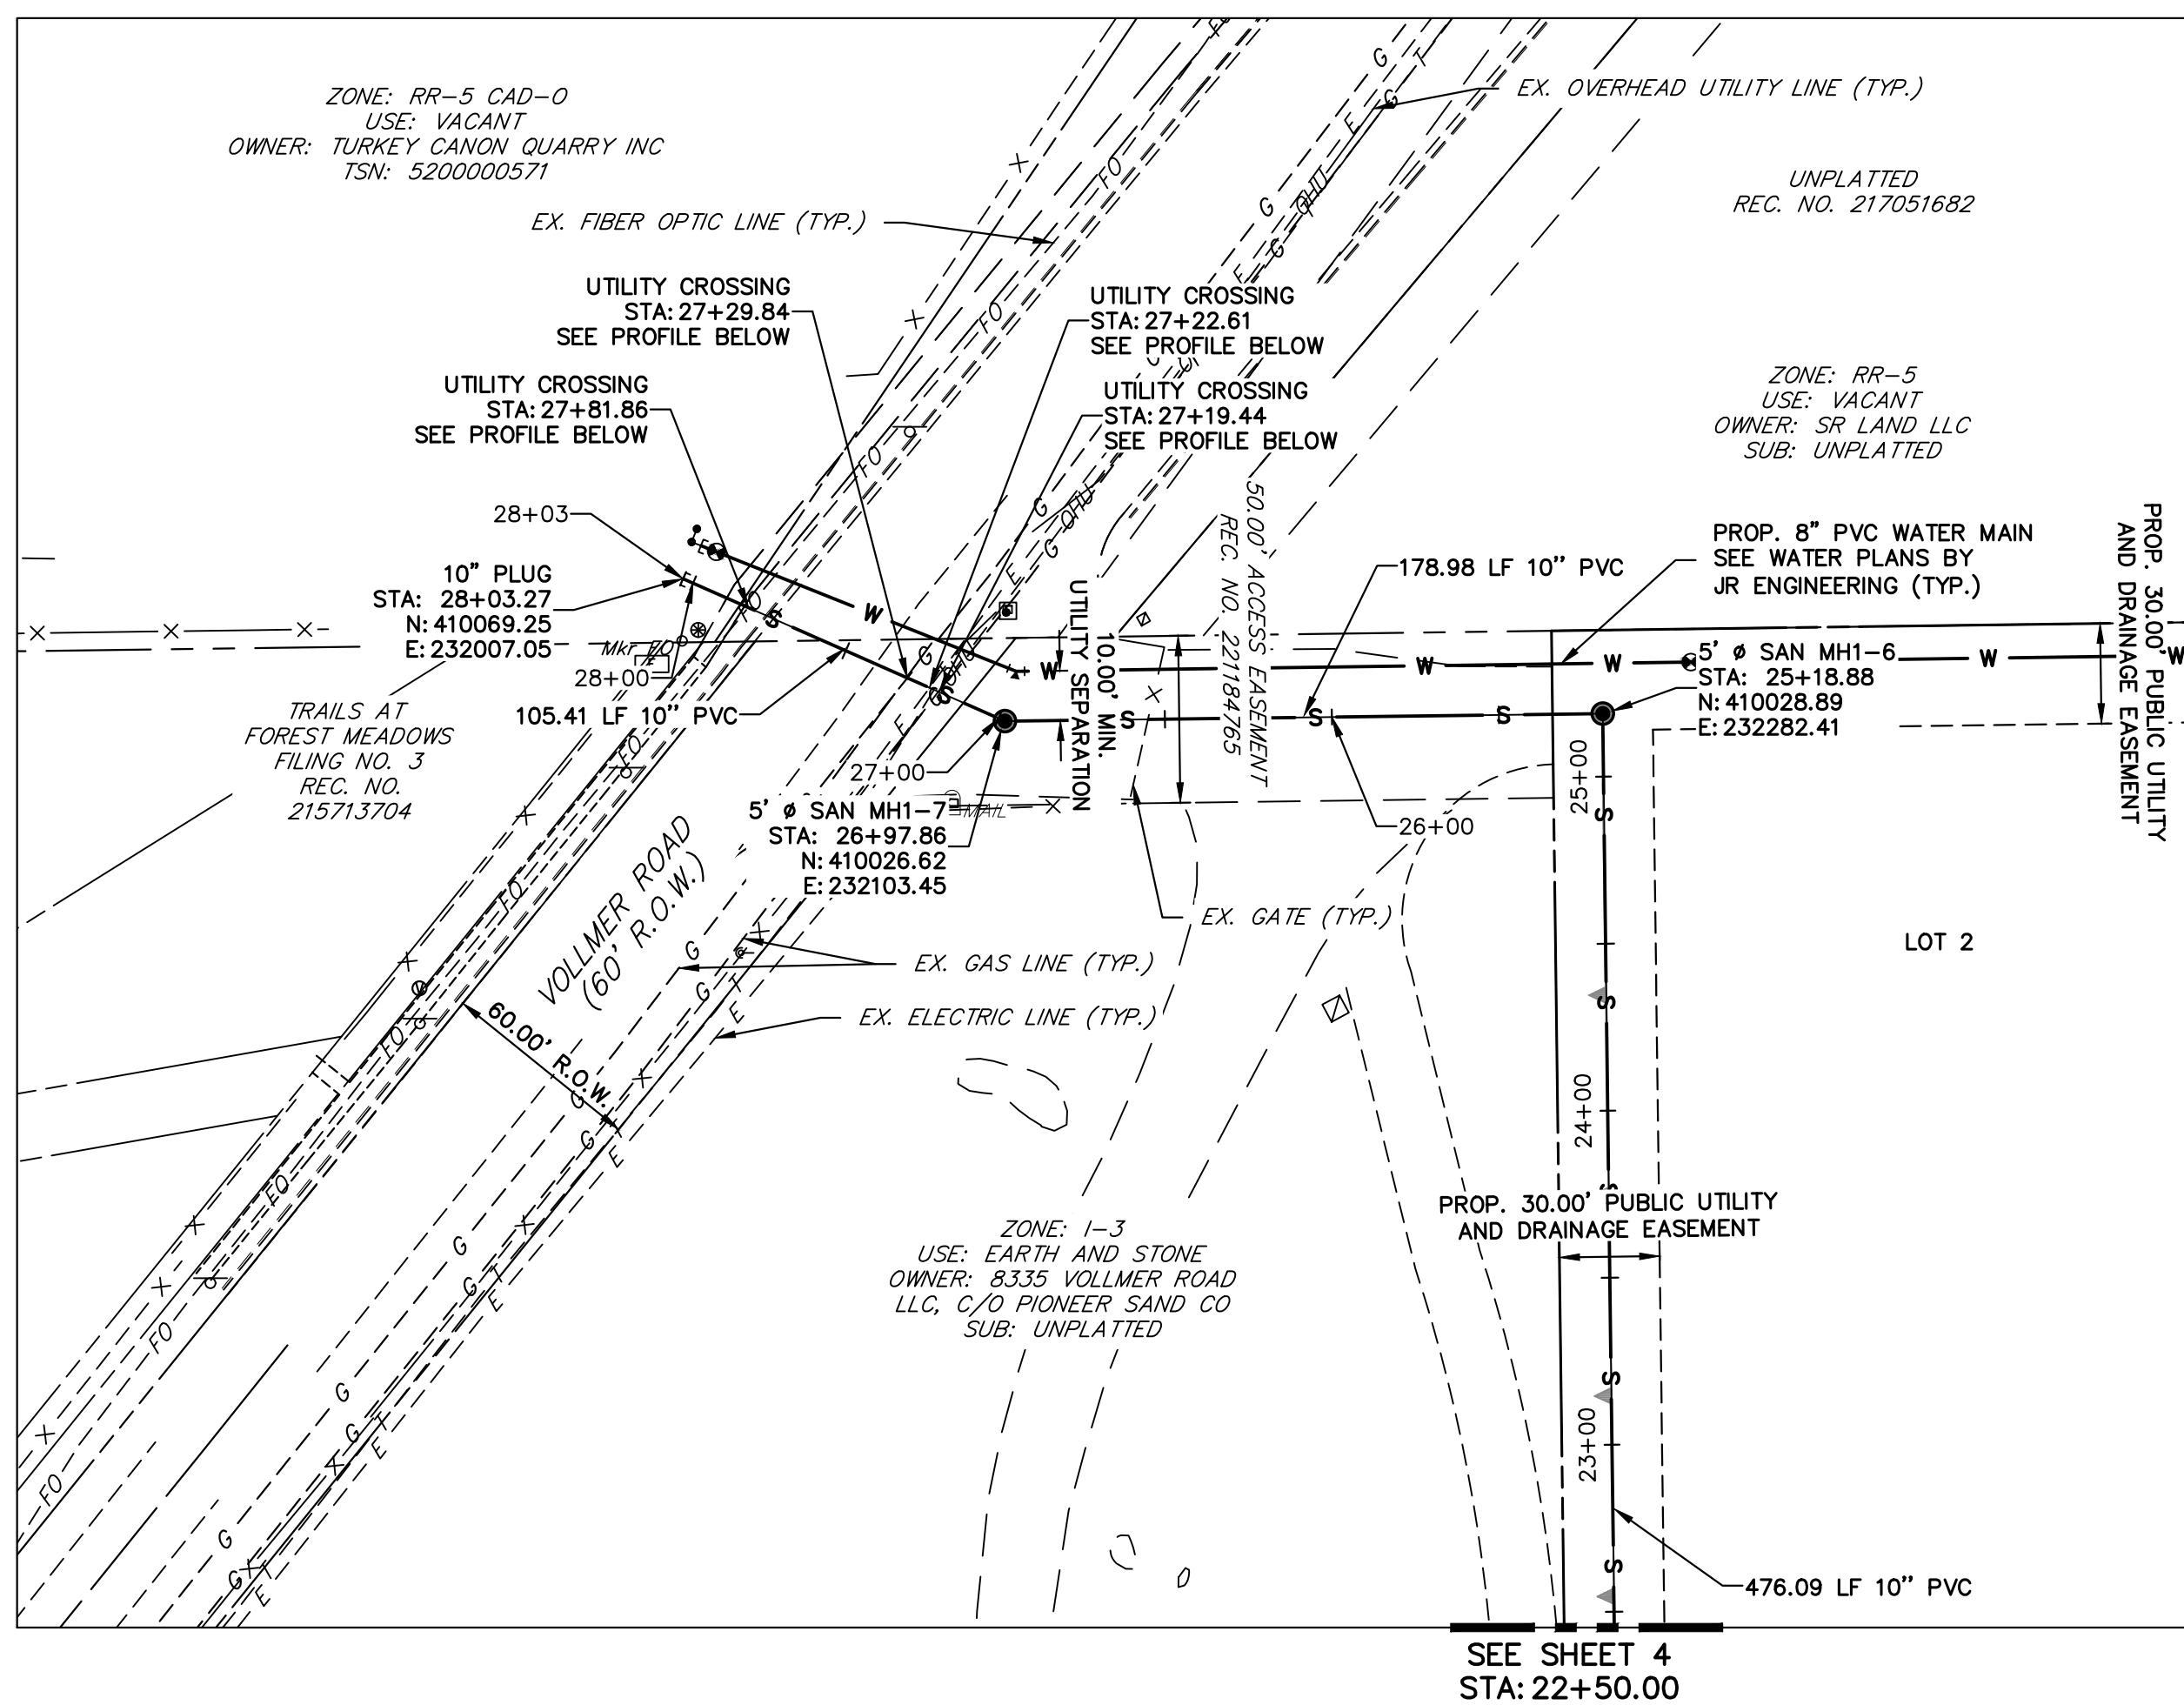 ZONE: RR-5 CAD-O
USE: VACANT
OWNER: TURKEY CANON QUARRY INC
TSN: 5200000571
EX. OVERHEAD UTILITY LINE (TYP.)
UNPLATTED
REC. NO. 217051682
EX. FIBER OPTIC LINE (TYP.)
UTILITY CROSSING
STA: 27+29.84
SEE PROFILE BELOW
UTILITY CROSSING
STA: 27+22.61
SEE PROFILE BELOW
UTILITY CROSSING
STA: 27+81.86
SEE PROFILE BELOW
UTILITY CROSSING
STA: 27+19.44
SEE PROFILE BELOW
ZONE: RR-5
USE: VACANT
OWNER: SR LAND LLC
SUB: UNPLATTED
28+03
10" PLUG
STA: 28+03.27
N: 410069.25
E: 232007.05
Mkr FO
28+00
105.41 LF 10" PVC
50.00' ACCESS EASEMENT
REC. NO. 221184765
10.00' MIN.
UTILITY SEPARATION
178.98 LF 10" PVC
PROP. 8" PVC WATER MAIN
SEE WATER PLANS BY
JR ENGINEERING (TYP.)
PROP. 30.00' PUBLIC UTILITY
AND DRAINAGE EASEMENT
5' Ø SAN MH1-6
STA: 25+18.88
N: 410028.89
E: 232282.41
TRAILS AT
FOREST MEADOWS
FILING NO. 3
REC. NO.
215713704
27+00
5' Ø SAN MH1-7
STA: 26+97.86
N: 410026.62
E: 232103.45
MAIL
26+00
25+00
VOLLMER ROAD
(60' R.O.W.)
EX. GATE (TYP.)
EX. GAS LINE (TYP.)
EX. ELECTRIC LINE (TYP.)
60.00' R.O.W.
LOT 2
24+00
PROP. 30.00' PUBLIC UTILITY
AND DRAINAGE EASEMENT
ZONE: I-3
USE: EARTH AND STONE
OWNER: 8335 VOLLMER ROAD
LLC, C/O PIONEER SAND CO
SUB: UNPLATTED
23+00
476.09 LF 10" PVC
SEE SHEET 4
STA: 22+50.00